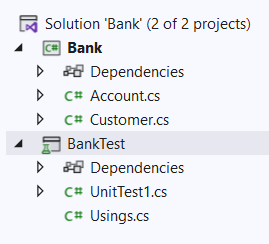 Solution 'Bank' (2 of 2 projects)
C# Bank
Dependencies
C# Account.cs
C# Customer.cs
BankTest
Dependencies
C# UnitTest1.cs
C# Usings.cs